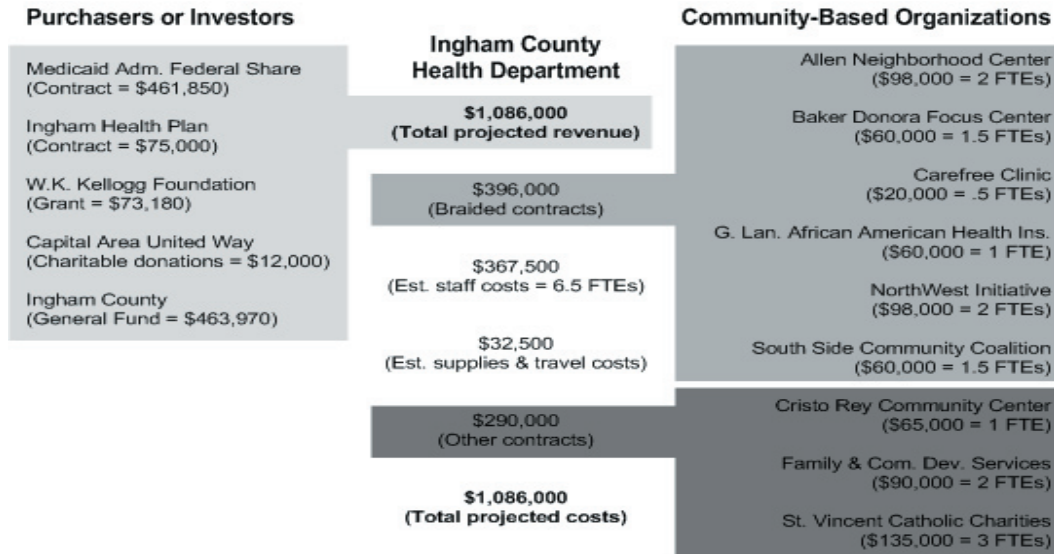 Purchasers or Investors
Medicaid Adm. Federal Share
(Contract = $461,850)
Ingham Health Plan
(Contract = $75,000)
W.K. Kellogg Foundation
(Grant = $73,180)
Capital Area United Way
(Charitable donations = $12,000)
Ingham County
(General Fund = $463,970)
Ingham County
Health Department
$1,086,000
(Total projected revenue)
$396,000
(Braided contracts)
$367,500
(Est. staff costs = 6.5 FTEs)
$32,500
(Est. supplies & travel costs)
$290,000
(Other contracts)
$1,086,000
(Total projected costs)
Community-Based Organizations
Allen Neighborhood Center
($98,000 = 2 FTEs)
Baker Donora Focus Center
($60,000 = 1.5 FTEs)
Carefree Clinic
($20,000 = .5 FTEs)
G. Lan. African American Health Ins.
($60,000 = 1 FTE)
NorthWest Initiative
($98,000 = 2 FTEs)
South Side Community Coalition
($60,000 = 1.5 FTEs)
Cristo Rey Community Center
($65,000 = 1 FTE)
Family & Com. Dev. Services
($90,000 = 2 FTEs)
St. Vincent Catholic Charities
($135,000 = 3 FTEs)